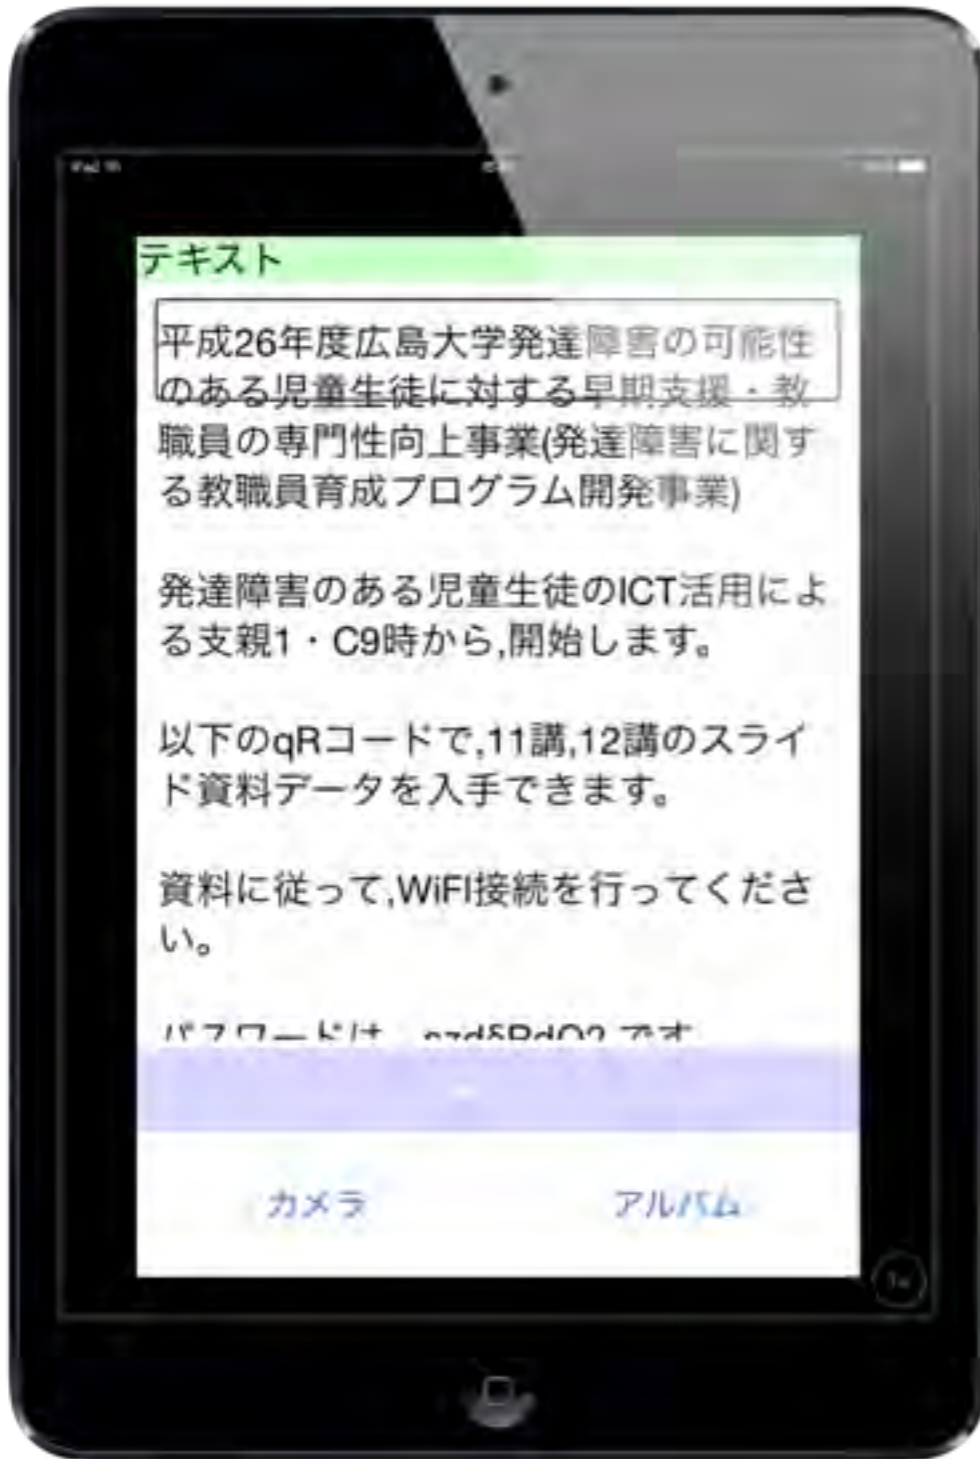 テキスト
平成26年度広島大学発達障害の可能性
のある児童生徒に対する早期支援・教
職員の専門性向上事業(発達障害に関す
る教職員育成プログラム開発事業)
発達障害のある児童生徒のICT活用によ
る支親1・C9時から,開始します。
以下のqRコードで,11講,12講のスライ
ド資料データを入手できます。
資料に従って,WiFI接続を行ってくださ
い。
パスワードは、 です
カメラ
アルバム